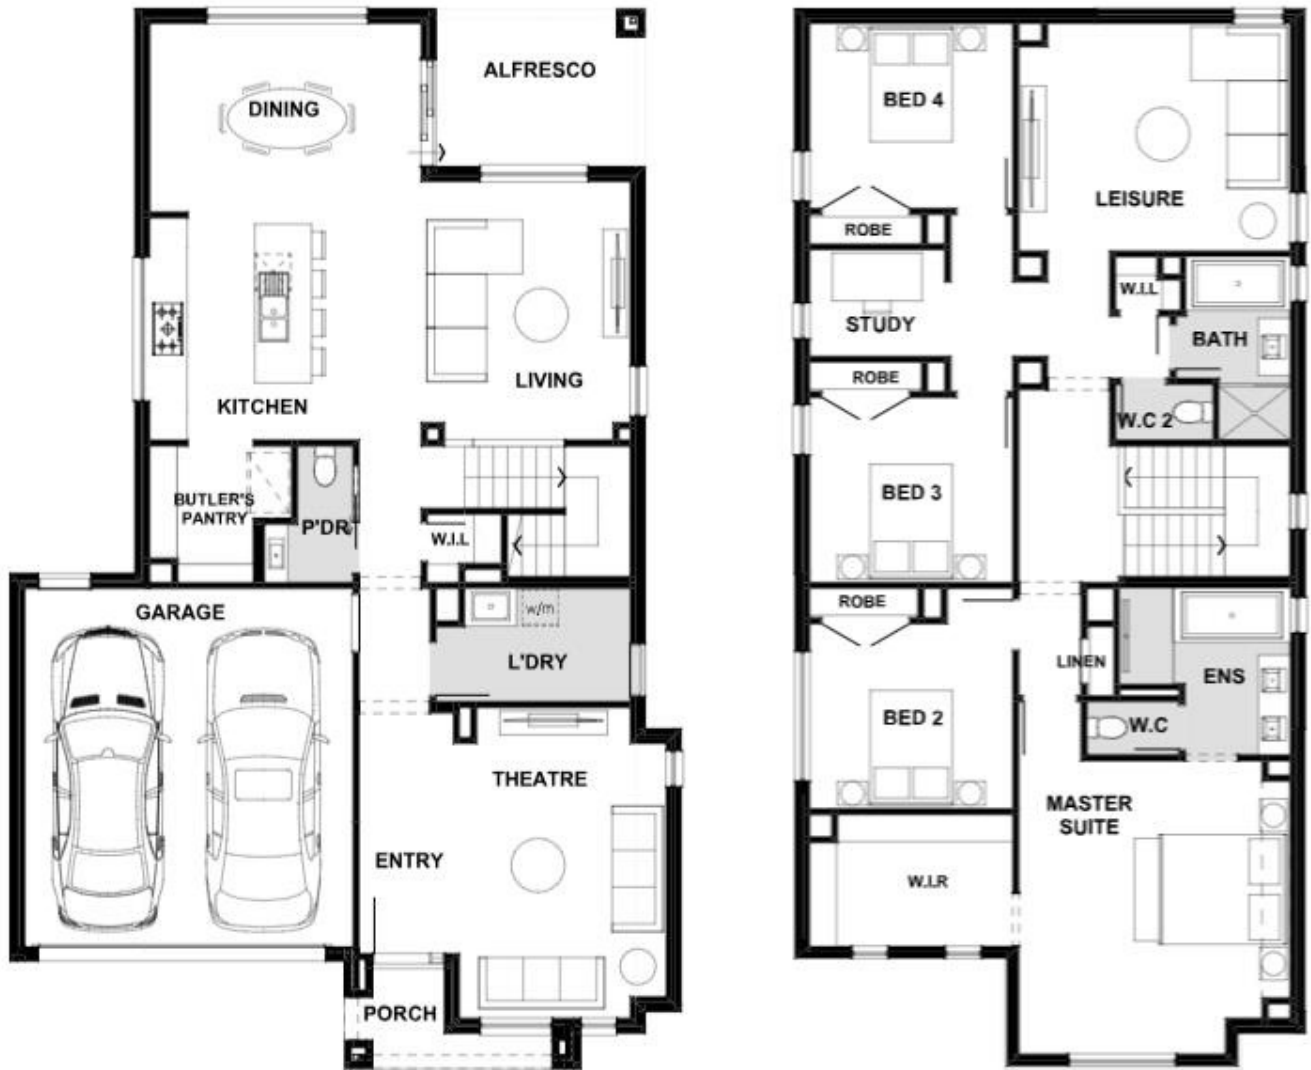 ALFRESCO
DINING
LIVING
KITCHEN
BUTLER'S
PANTRY
P'DR
W.I.L
GARAGE
w/m
L'DRY
THEATRE
ENTRY
PORCH
BED 4
LEISURE
ROBE
W.I.L
STUDY
BATH
ROBE
W.C 2
BED 3
ROBE
LINEN
ENS
BED 2
W.C
MASTER
SUITE
W.I.R